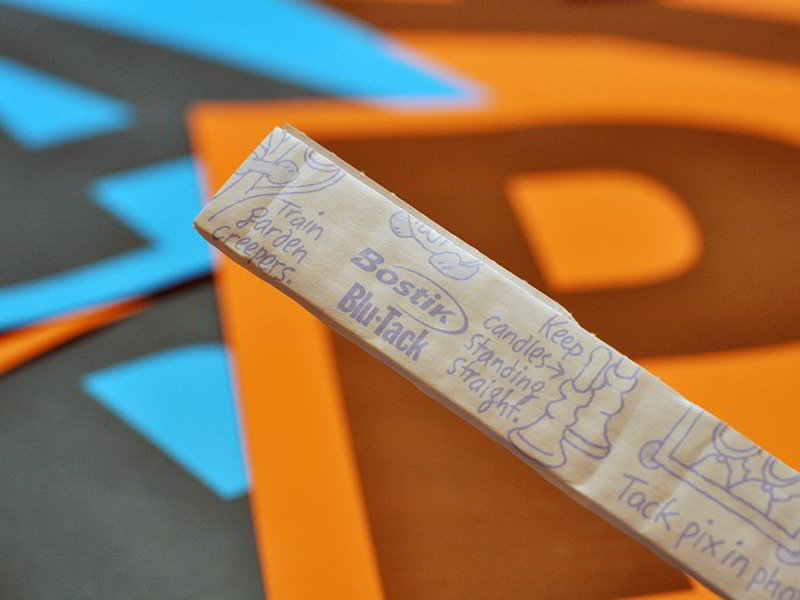 Train
garden
creepers.
Bostik
Blu·Tack
Keep
candles→
standing
straight.
Tack pix in pho